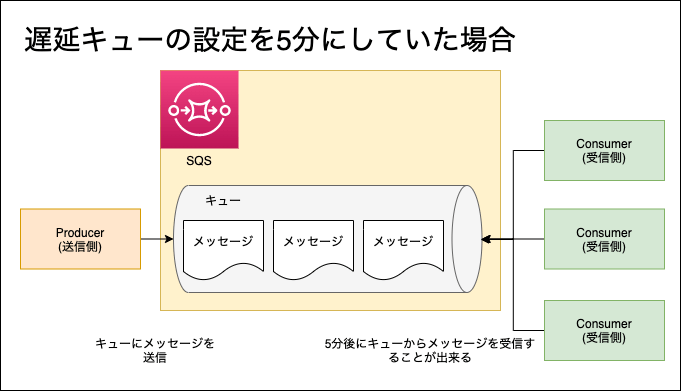 遅延キューの設定を5分にしていた場合
SQS
キュー
メッセージ
メッセージ
メッセージ
Producer
(送信側)
Consumer
(受信側)
Consumer
(受信側)
Consumer
(受信側)
キューにメッセージを
送信
5分後にキューからメッセージを受信す
ることが出来る